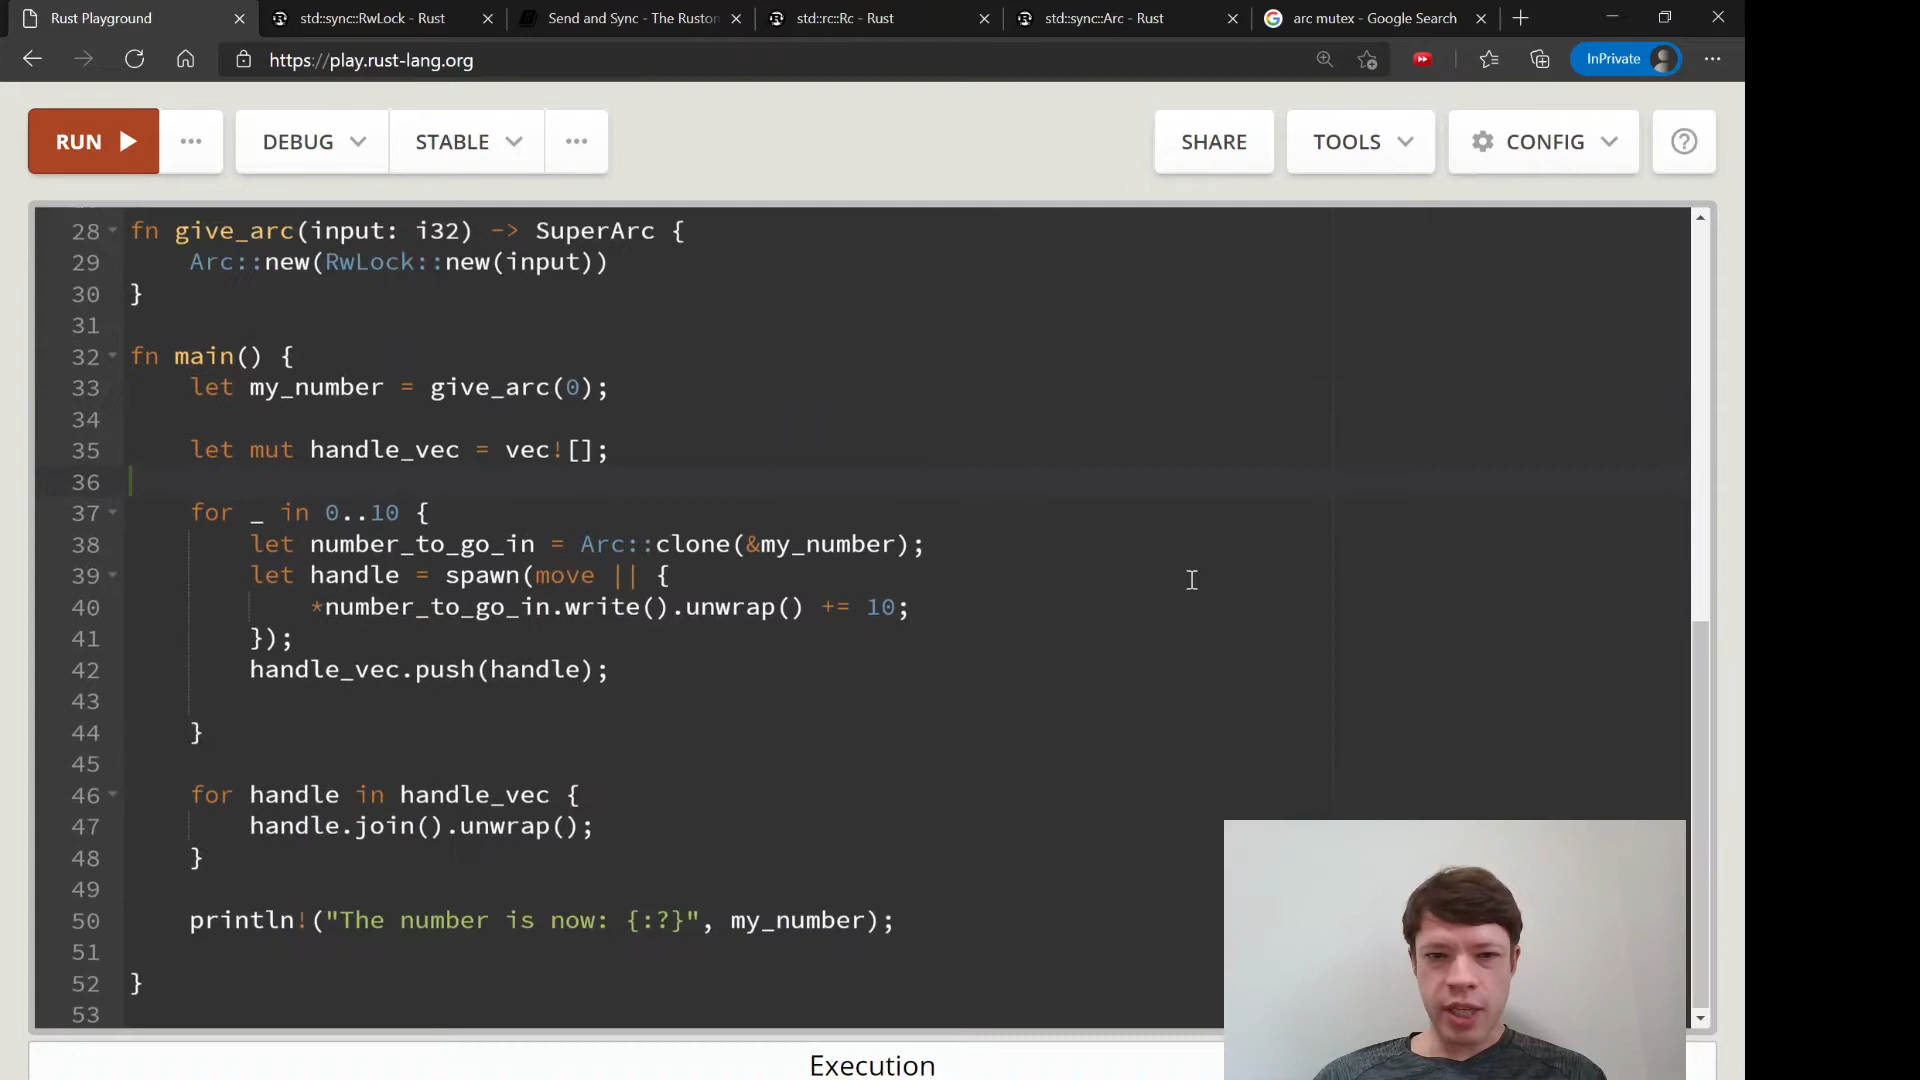 Rust Playground
std::sync::RwLock - Rust
Send and Sync - The Ruston
std::rc::Rc - Rust
std::sync::Arc - Rust
arc mutex - Google Search
https://play.rust-lang.org
InPrivate
RUN
DEBUG
STABLE
SHARE
TOOLS
CONFIG
28 fn give_arc(input: i32) -> SuperArc {
29 Arc::new(RwLock::new(input))
30 }
31
32 fn main() {
33 let my_number = give_arc(0);
34
35 let mut handle_vec = vec![];
36
37 for _ in 0..10 {
38 let number_to_go_in = Arc::clone(&my_number);
39 let handle = spawn(move || {
40 *number_to_go_in.write().unwrap() += 10;
41 });
42 handle_vec.push(handle);
43
44 }
45
46 for handle in handle_vec {
47 handle.join().unwrap();
48 }
49
50 println!("The number is now: {:?}", my_number);
51
52 }
53
Execution